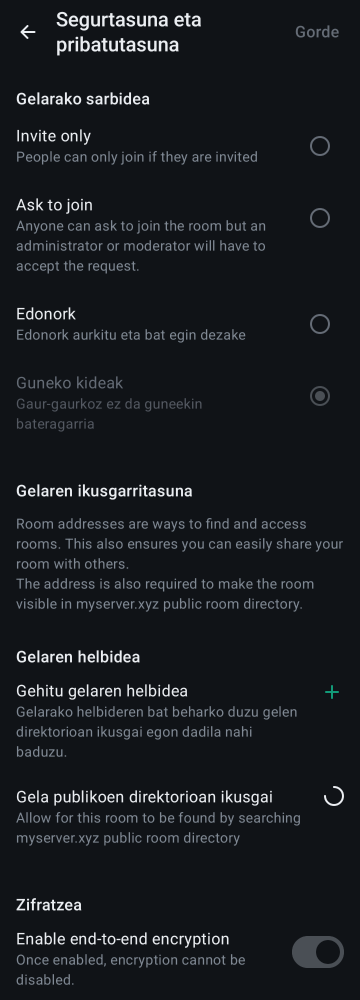 Segurtasuna eta
pribatutasuna
Gorde
Gelarako sarbidea
Invite only
People can only join if they are invited
Ask to join
Anyone can ask to join the room but an
administrator or moderator will have to
accept the request.
Edonork
Edonork aurkitu eta bat egin dezake
Guneko kideak
Gaur-gaurkoz ez da guneekin
bateragarria
Gelaren ikusgarritasuna
Room addresses are ways to find and access
rooms. This also ensures you can easily share your
room with others.
The address is also required to make the room
visible in myserver.xyz public room directory.
Gelaren helbidea
Gehitu gelaren helbidea
Gelarako helbideren bat beharko duzu gelen
direktorioan ikusgai egon dadila nahi
baduzu.
Gela publikoen direktorioan ikusgai
Allow for this room to be found by searching
myserver.xyz public room directory
Zifratzea
Enable end-to-end encryption
Once enabled, encryption cannot be
disabled.